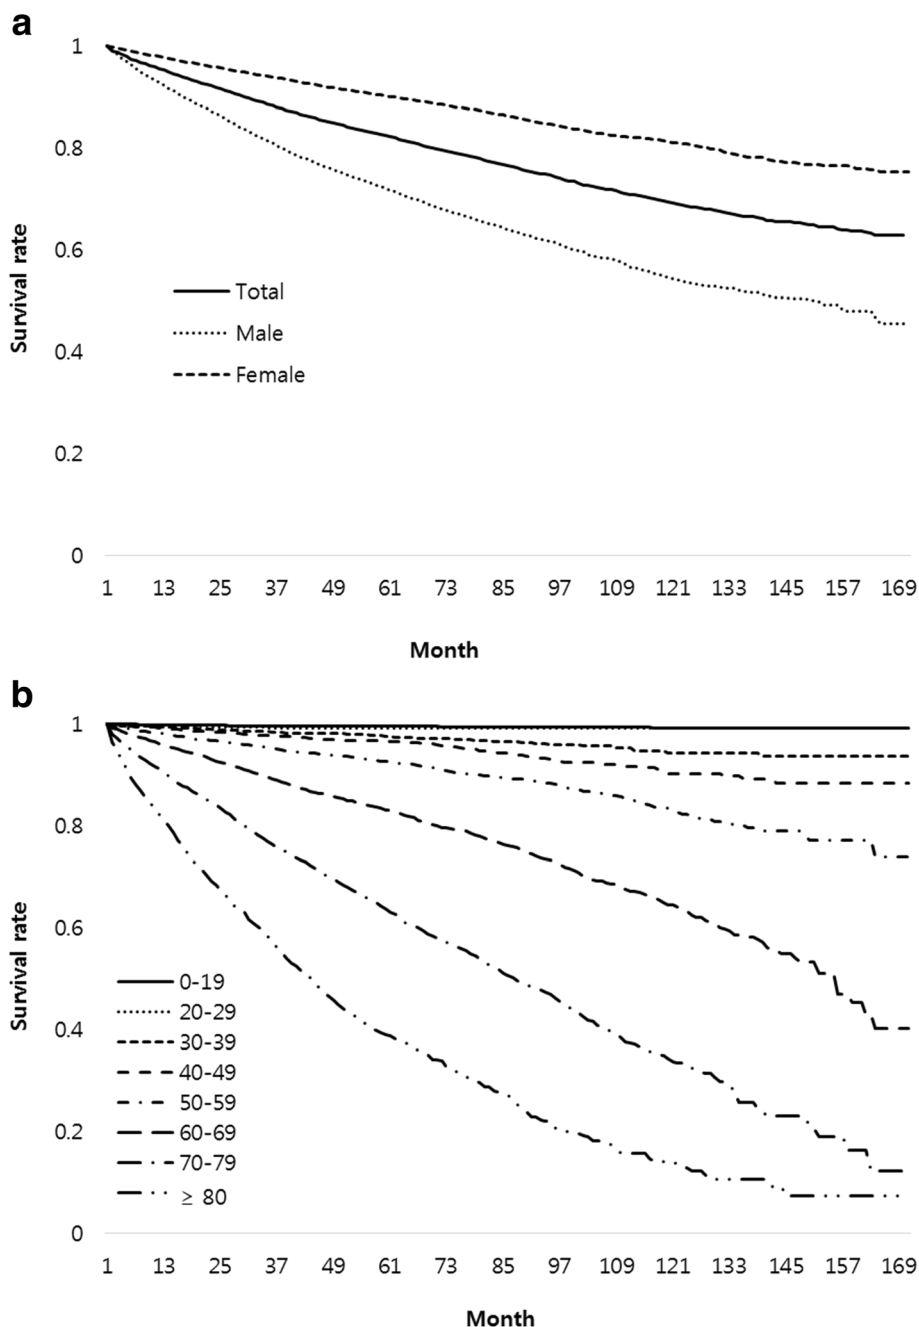 a
1
0.8
0.6
0.4
0.2
0
Survival rate
Total
Male
Female
1 13 25 37 49 61 73 85 97 109 121 133 145 157 169
Month
b
1
0.8
0.6
0.4
0.2
0
Survival rate
0-19
20-29
30-39
40-49
50-59
60-69
70-79
≥ 80
1 13 25 37 49 61 73 85 97 109 121 133 145 157 169
Month